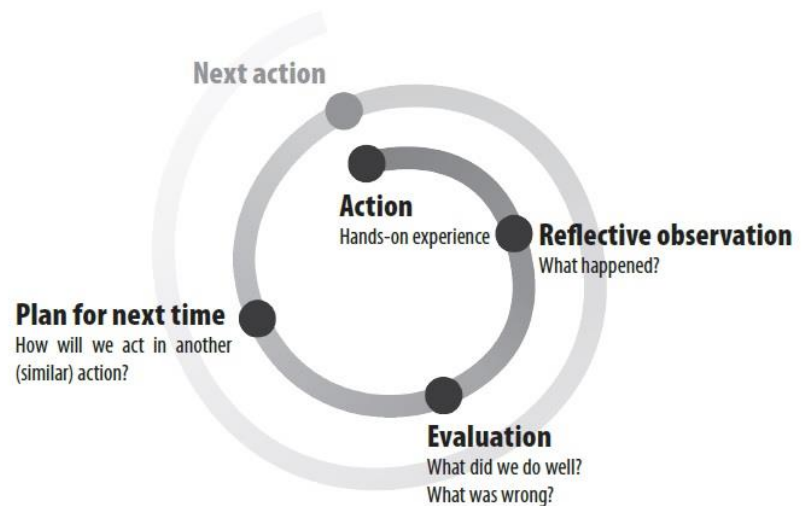 Next action
Action
Hands-on experience
Reflective observation
What happened?
Plan for next time
How will we act in another
(similar) action?
Evaluation
What did we do well?
What was wrong?